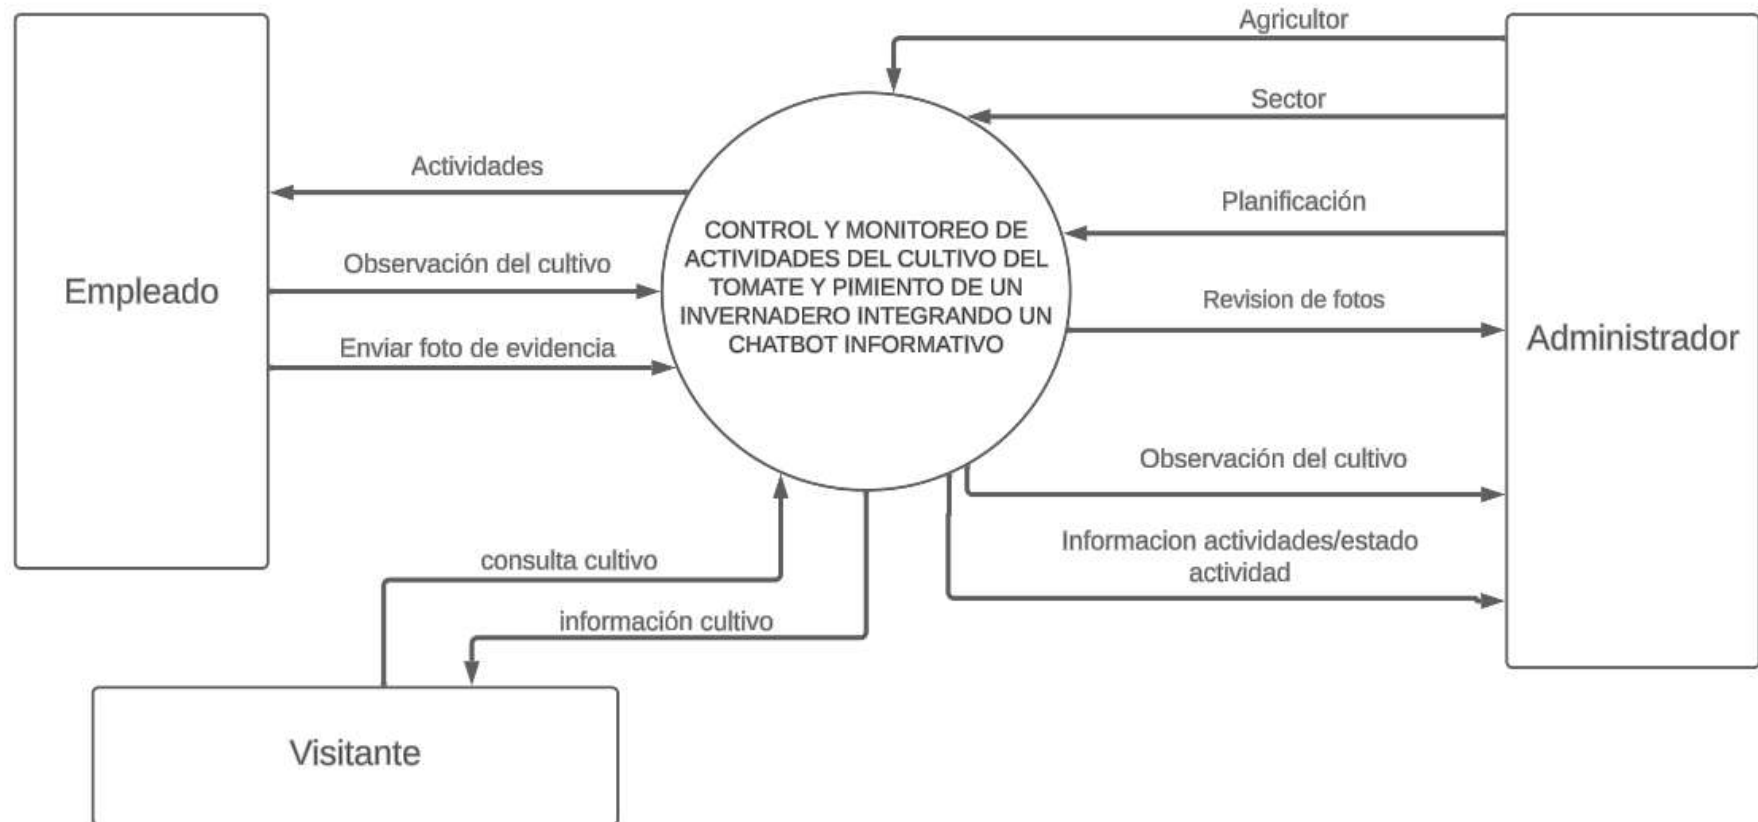 Agricultor
Sector
Actividades
Planificación
CONTROL Y MONITOREO DE
ACTIVIDADES DEL CULTIVO DEL
TOMATE Y PIMIENTO DE UN
INVERNADERO INTEGRANDO UN
CHATBOT INFORMATIVO
Observación del cultivo
Empleado
Revision de fotos
Administrador
Enviar foto de evidencia
Observación del cultivo
Informacion actividades/estado
actividad
consulta cultivo
información cultivo
Visitante